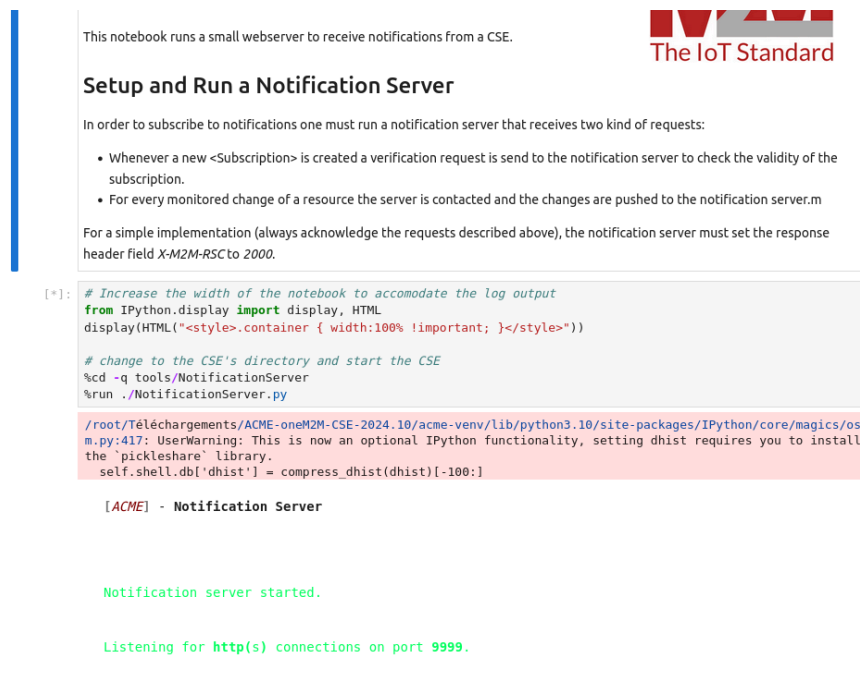 This notebook runs a small webserver to receive notifications from a CSE.
The IoT Standard
Setup and Run a Notification Server
In order to subscribe to notifications one must run a notification server that receives two kind of requests:
• Whenever a new <Subscription> is created a verification request is send to the notification server to check the validity of the
subscription.
• For every monitored change of a resource the server is contacted and the changes are pushed to the notification server.m
For a simple implementation (always acknowledge the requests described above), the notification server must set the response
header field X-M2M-RSC to 2000.
[*]: # Increase the width of the notebook to accomodate the log output
from IPython.display import display, HTML
display(HTML("<style>.container { width:100% !important; }</style>"))
# change to the CSE's directory and start the CSE
%cd -q tools/NotificationServer
%run ./NotificationServer.py
/root/Téléchargements/ACME-oneM2M-CSE-2024.10/acme-venv/lib/python3.10/site-packages/IPython/core/magics/os
m.py:417: UserWarning: This is now an optional IPython functionality, setting dhist requires you to install
the `pickleshare` library.
self.shell.db['dhist'] = compress_dhist(dhist)[-100:]
[ACME] - Notification Server
Notification server started.
Listening for http(s) connections on port 9999.